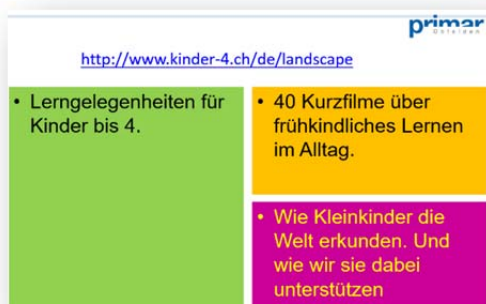 primar
Ostelden
http://www.kinder-4.ch/de/landscape
• Lerngelegenheiten für
Kinder bis 4.
• 40 Kurzfilme über
frühkindliches Lernen
im Alltag.
• Wie Kleinkinder die
Welt erkunden. Und
wie wir sie dabei
unterstützen